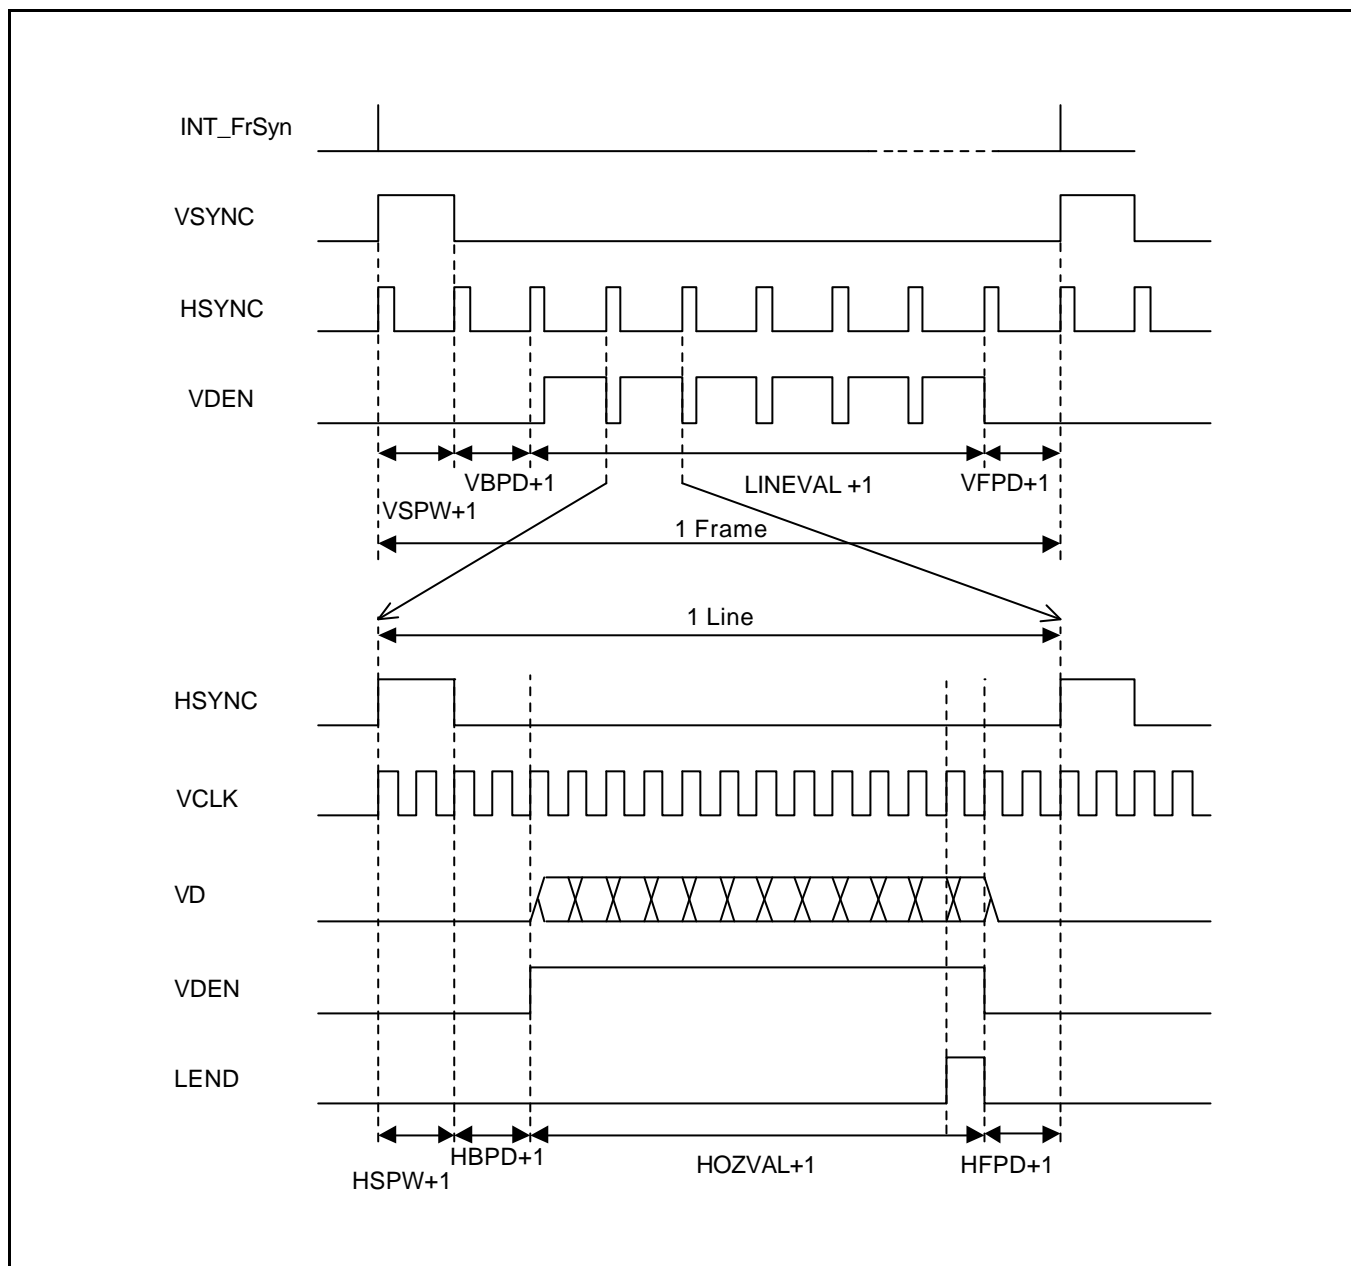 INT_FrSyn
VSYNC
HSYNC
VDEN
VBPD+1
LINEVAL +1
VFPD+1
VSPW+1
1 Frame
1 Line
HSYNC
VCLK
VD
VDEN
LEND
HBPD+1
HOZVAL+1
HFPD+1
HSPW+1